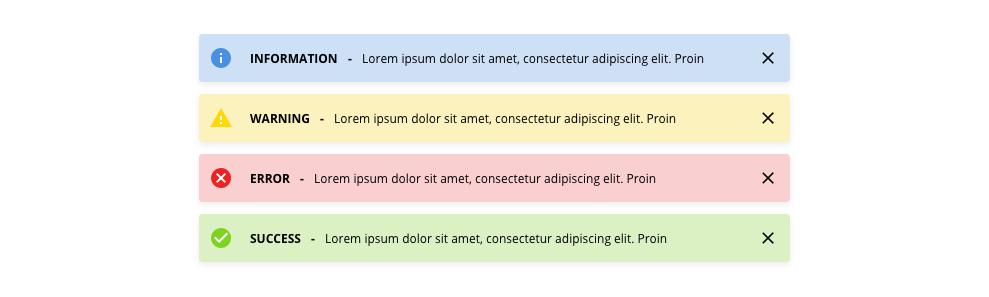 INFORMATION - Lorem ipsum dolor sit amet, consectetur adipiscing elit. Proin
WARNING - Lorem ipsum dolor sit amet, consectetur adipiscing elit. Proin
ERROR - Lorem ipsum dolor sit amet, consectetur adipiscing elit. Proin
SUCCESS - Lorem ipsum dolor sit amet, consectetur adipiscing elit. Proin